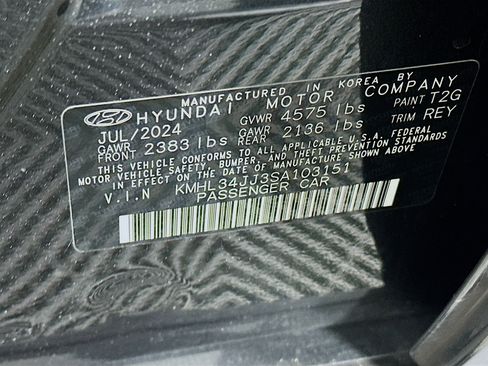 MANUFACTURED IN KOREA BY
HYUNDAI MOTOR COMPANY
JUL/2024 GVWR 4575 lbs PAINT T2G
GAWR FRONT 2383 lbs GAWR REAR 2136 lbs TRIM REY
THIS VEHICLE CONFORMS TO ALL APPLICABLE U.S.A. FEDERAL
MOTOR VEHICLE SAFETY, BUMPER, AND THEFT PREVENTION STANDARDS
IN EFFECT ON THE DATE OF MANUFACTURE SHOWN ABOVE.
V.I.N KMHL34JJ3SA103151
PASSENGER CAR